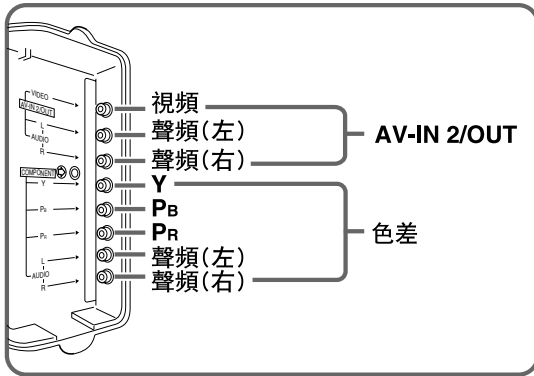 VIDEO
AV-IN 2/OUT
L
AUDIO
R
COMPONENT
Y
PB
PR
L
AUDIO
R
視頻
聲頻(左)
聲頻(右)
Y
PB
PR
聲頻(左)
聲頻(右)
AV-IN 2/OUT
色差